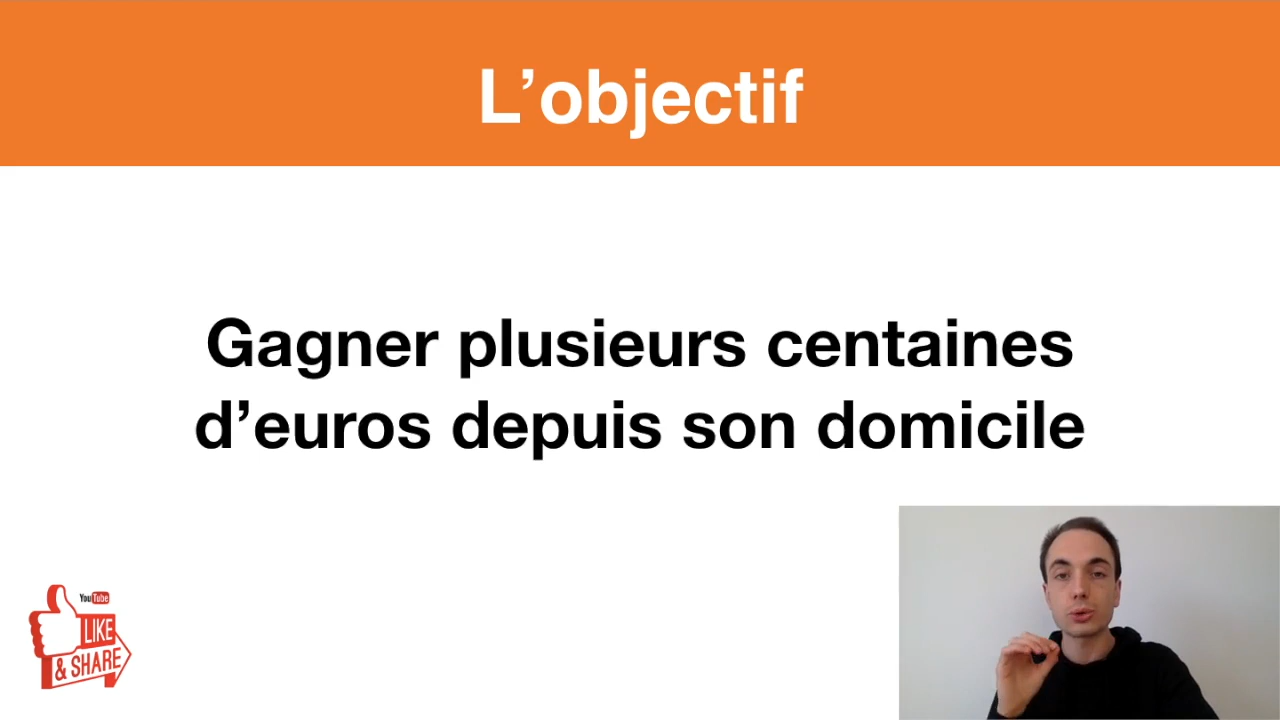 L’objectif
Gagner plusieurs centaines
d’euros depuis son domicile
YouTube
LIKE
& SHARE